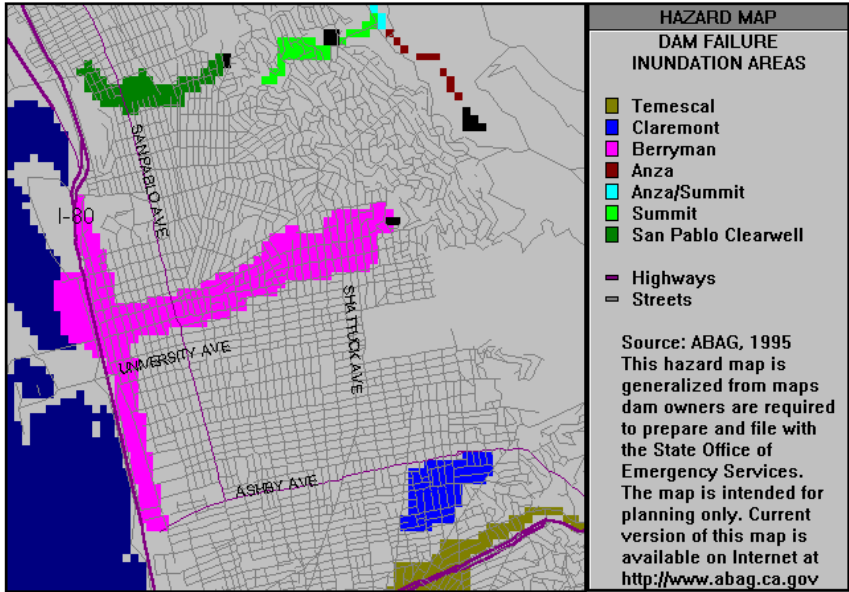 HAZARD MAP
DAM FAILURE
INUNDATION AREAS
Temescal
Claremont
Berryman
Anza
Anza/Summit
Summit
San Pablo Clearwell
Highways
Streets
Source: ABAG, 1995
This hazard map is
generalized from maps
dam owners are required
to prepare and file with
the State Office of
Emergency Services.
The map is intended for
planning only. Current
version of this map is
available on Internet at
http://www.abag.ca.gov
SAN PABLO AVE
I-80
SHATTUCK AVE
UNIVERSITY AVE
ASHBY AVE